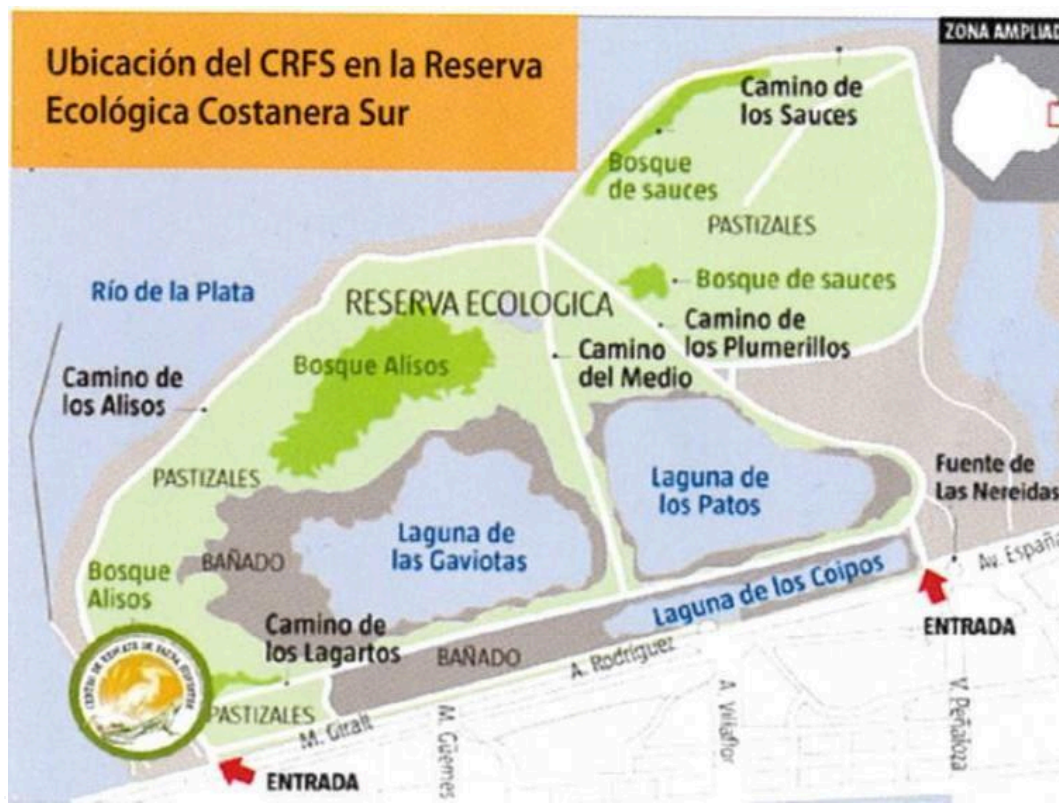 Ubicación del CRFS en la Reserva
Ecológica Costanera Sur
ZONA AMPLIAD
Camino de
los Sauces
Bosque
de sauces
PASTIZALES
Bosque de sauces
Río de la Plata
RESERVA ECOLOGICA
Camino de
los Plumerillos
Bosque Alisos
Camino
del Medio
Camino de
los Alisos
PASTIZALES
Laguna de
los Patos
Fuente de
Las Nereidas
Laguna de
las Gaviotas
BAÑADO
Av. España
Bosque
Alisos
Laguna de los Coipos
ENTRADA
Camino de
los Lagartos
BAÑADO
A. Rodríguez
PASTIZALES
M. Giralt
M. Güemes
A. Villaflor
V. Peñaloza
ENTRADA